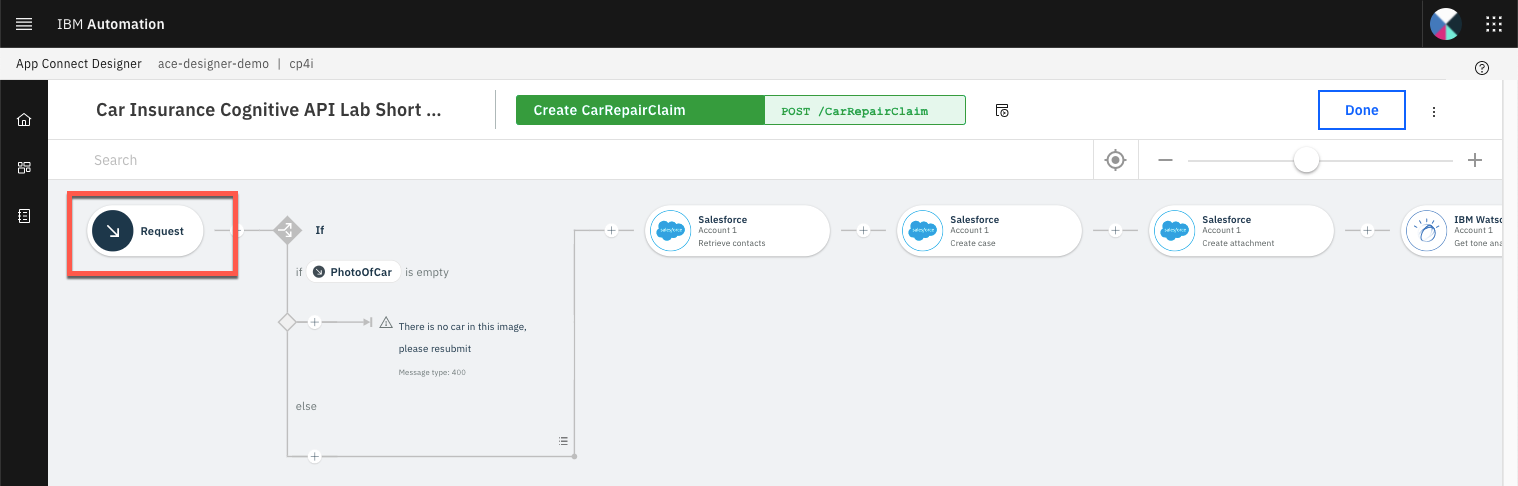 IBM Automation
App Connect Designer ace-designer-demo | cp4i
Car Insurance Cognitive API Lab Short ...
Create CarRepairClaim
POST /CarRepairClaim
Done
Search
Request
If
if PhotoOfCar is empty
There is no car in this image,
please resubmit
Message type: 400
else
Salesforce
Account 1
Retrieve contacts
Salesforce
Account 1
Create case
Salesforce
Account 1
Create attachment
IBM Watso
Account 1
Get tone ana